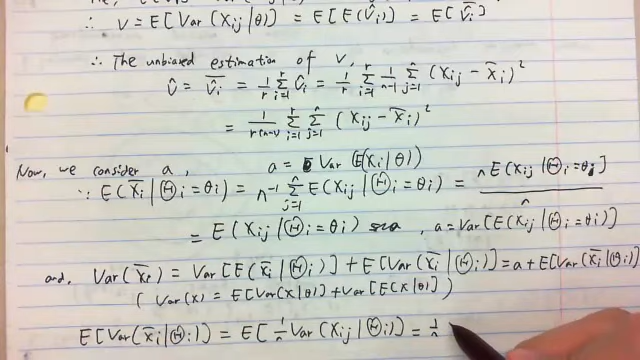 ∴ v = E[Var(Xij|θ)] = E[E(v̂i)] = E[v̂i]
∴ The unbiased estimation of v,
v̂ = \overline{v̂i} = 1/r Σ_{i=1}^{r} v̂i = 1/r Σ_{i=1}^{r} 1/(n-1) Σ_{j=1}^{n} (Xij - X̄i)²
= 1/(r(n-1)) Σ_{i=1}^{r} Σ_{j=1}^{n} (Xij - X̄i)²
Now, we consider a, a = Var(E(X|θ))
∵ E(X̄i|Θi=θi) = n⁻¹ Σ_{j=1}^{n} E(Xij|Θi=θi) = nE(Xij|Θi=θi)/n
= E(Xij|Θi=θi) , a = Var[E(Xij|Θi=θi)]
and, Var(X̄i) = Var[E(X̄i|Θi)] + E[Var(X̄i|Θi)] = a + E[Var(X̄i|Θi)]
(Var(X) = E[Var(X|θ)] + Var[E(X|θ)])
E[Var(X̄i|Θi)] = E[1/n Var(Xij|Θi)] = 1/n